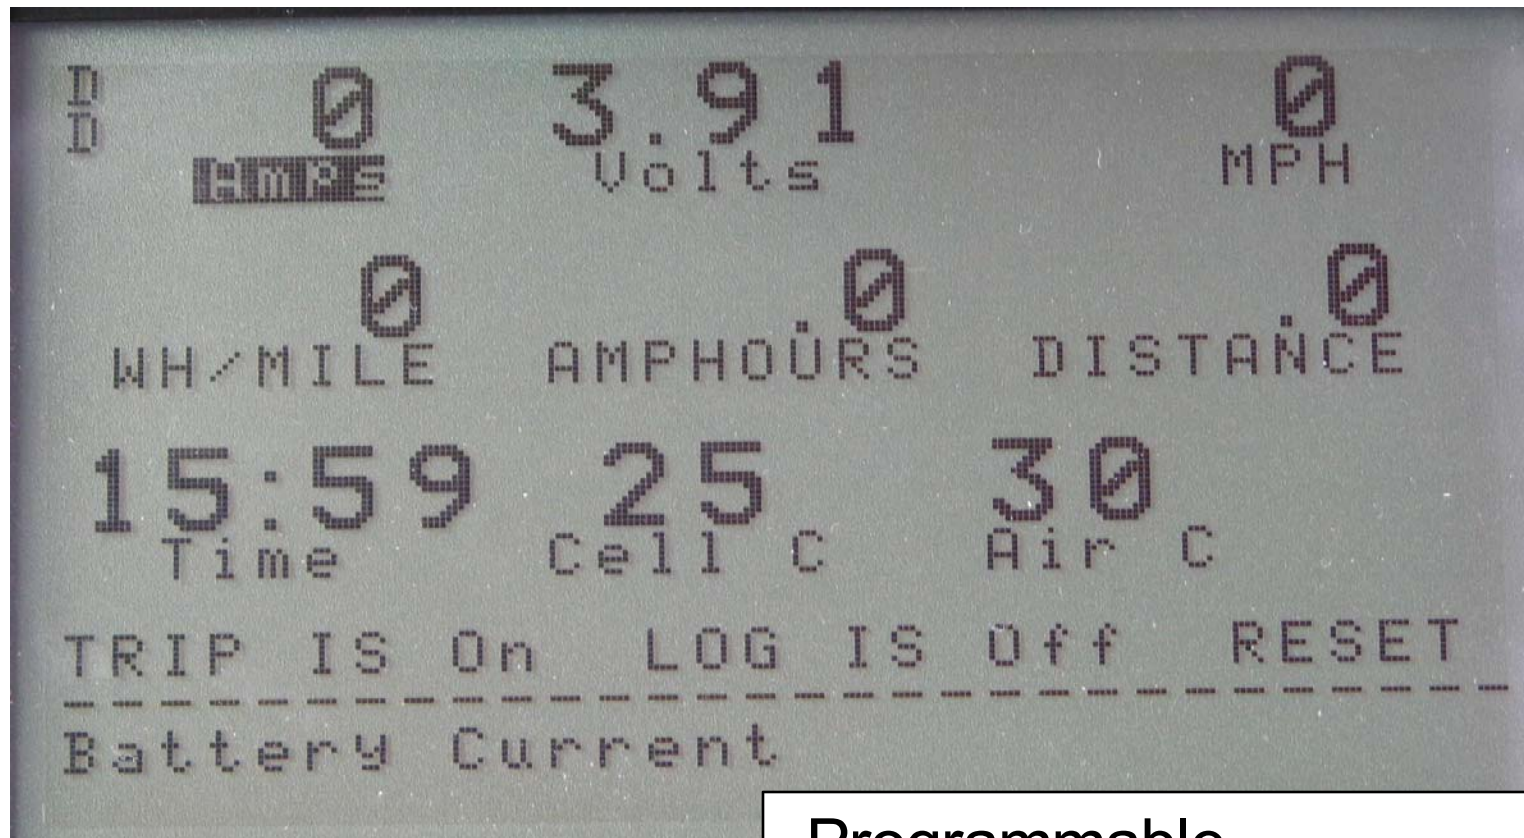 D 0 3.91 0
D Amps Volts MPH
0 .0 .0
WH/MILE AMPHOURS DISTANCE
15:59 25 30
Time Cell C Air C
TRIP IS On LOG IS Off RESET
Battery Current
Programmable